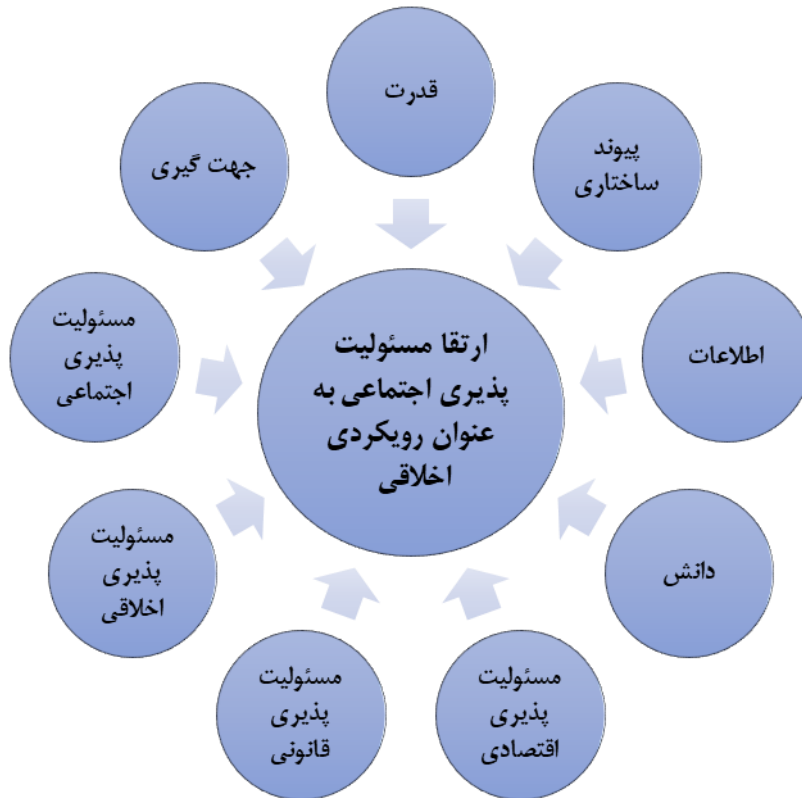 قدرت
پیوند
ساختاری
اطلاعات
دانش
مسئولیت
پذیری
اقتصادی
مسئولیت
پذیری
قانونی
مسئولیت
پذیری
اخلاقی
مسئولیت
پذیری
اجتماعی
جهت گیری
ارتقا مسئولیت
پذیری اجتماعی به
عنوان رویکردی
اخلاقی